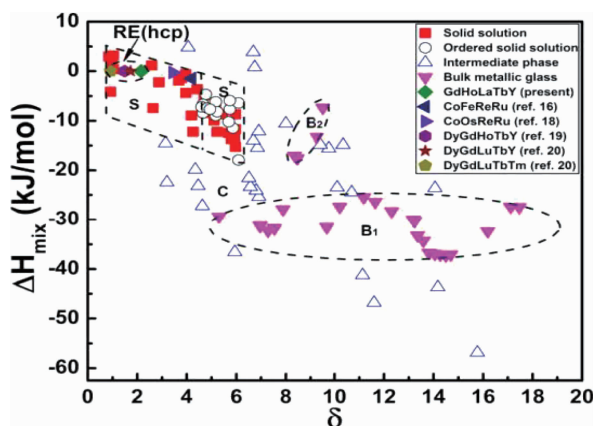 RE(hcp)
S
S'
C
B₂
B₁
Solid solution
Ordered solid solution
Intermediate phase
Bulk metallic glass
GdHoLaTbY (present)
CoFeReRu (ref. 16)
CoOsReRu (ref. 18)
DyGdHoTbY (ref. 19)
DyGdLuTbY (ref. 20)
DyGdLuTbTm (ref. 20)
ΔHmix (kJ/mol)
10
0
-10
-20
-30
-40
-50
-60
0 2 4 6 8 10 12 14 16 18 20
δ